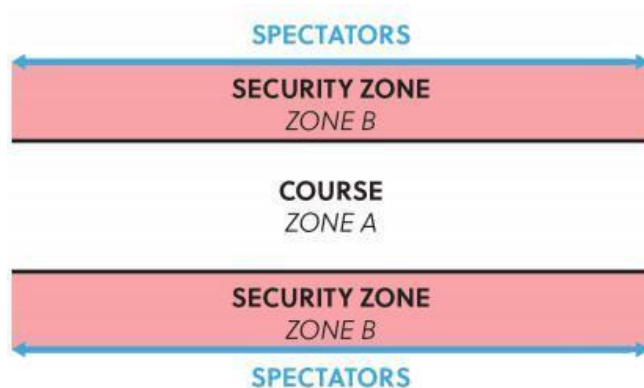 SPECTATORS
SECURITY ZONE
ZONE B
COURSE
ZONE A
SECURITY ZONE
ZONE B
SPECTATORS